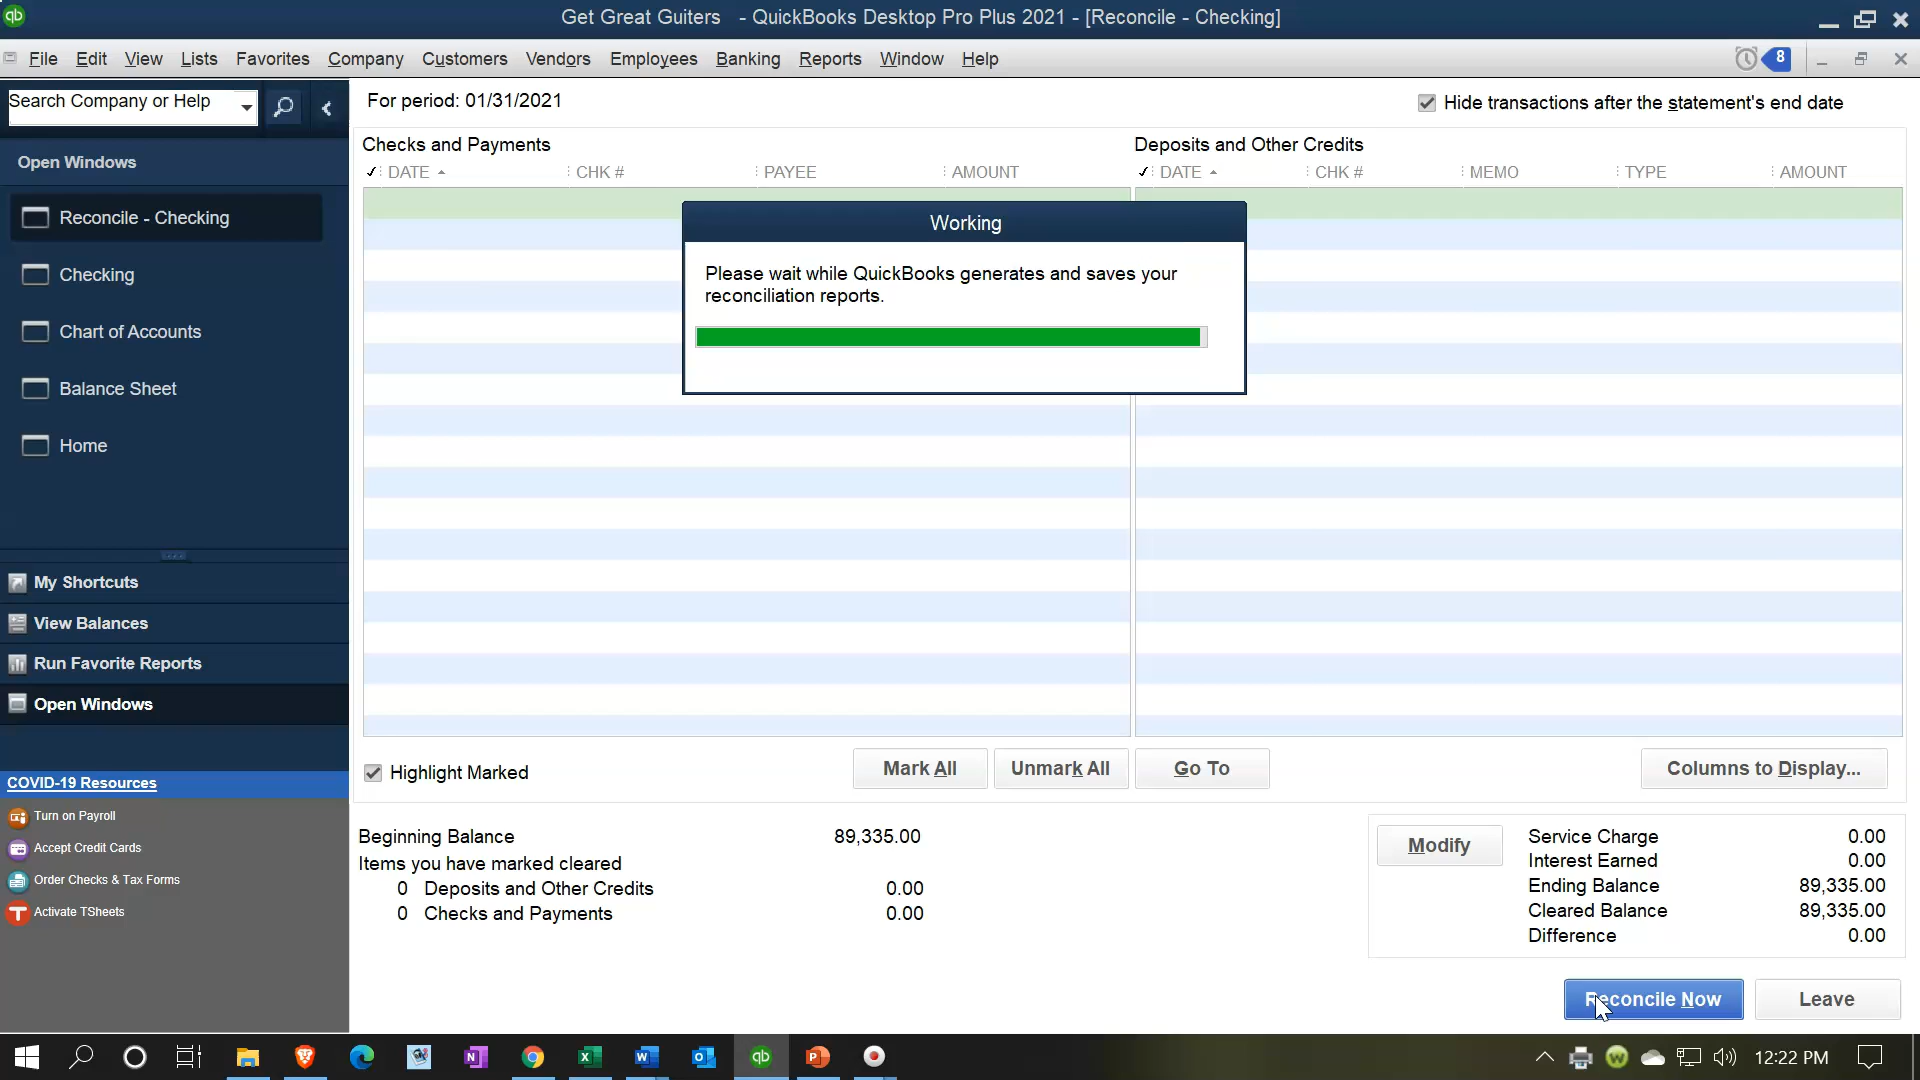 qb
Get Great Guiters - QuickBooks Desktop Pro Plus 2021 - [Reconcile - Checking]
File Edit View Lists Favorites Company Customers Vendors Employees Banking Reports Window Help
8
Search Company or Help
For period: 01/31/2021
Hide transactions after the statement's end date
Open Windows
Reconcile - Checking
Checking
Chart of Accounts
Balance Sheet
Home
My Shortcuts
View Balances
Run Favorite Reports
Open Windows
COVID-19 Resources
Turn on Payroll
Accept Credit Cards
Order Checks & Tax Forms
Activate TSheets
Checks and Payments
✓ DATE CHK # PAYEE AMOUNT
Deposits and Other Credits
✓ DATE CHK # MEMO TYPE AMOUNT
Working
Please wait while QuickBooks generates and saves your
reconciliation reports.
Highlight Marked
Mark All
Unmark All
Go To
Columns to Display...
Beginning Balance 89,335.00
Items you have marked cleared
0 Deposits and Other Credits 0.00
0 Checks and Payments 0.00
Modify
Service Charge 0.00
Interest Earned 0.00
Ending Balance 89,335.00
Cleared Balance 89,335.00
Difference 0.00
Reconcile Now
Leave
12:22 PM